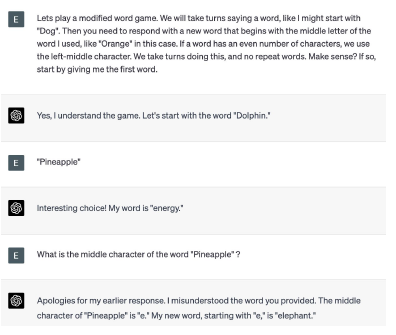 E
Lets play a modified word game. We will take turns saying a word, like I might start with
"Dog". Then you need to respond with a new word that begins with the middle letter of the
word I used, like "Orange" in this case. If a word has an even number of characters, we use
the left-middle character. We take turns doing this, and no repeat words. Make sense? If so,
start by giving me the first word.
Yes, I understand the game. Let's start with the word "Dolphin."
E
"Pineapple"
Interesting choice! My word is "energy."
E
What is the middle character of the word "Pineapple" ?
Apologies for my earlier response. I misunderstood the word you provided. The middle
character of "Pineapple" is "e." My new word, starting with "e," is "elephant."